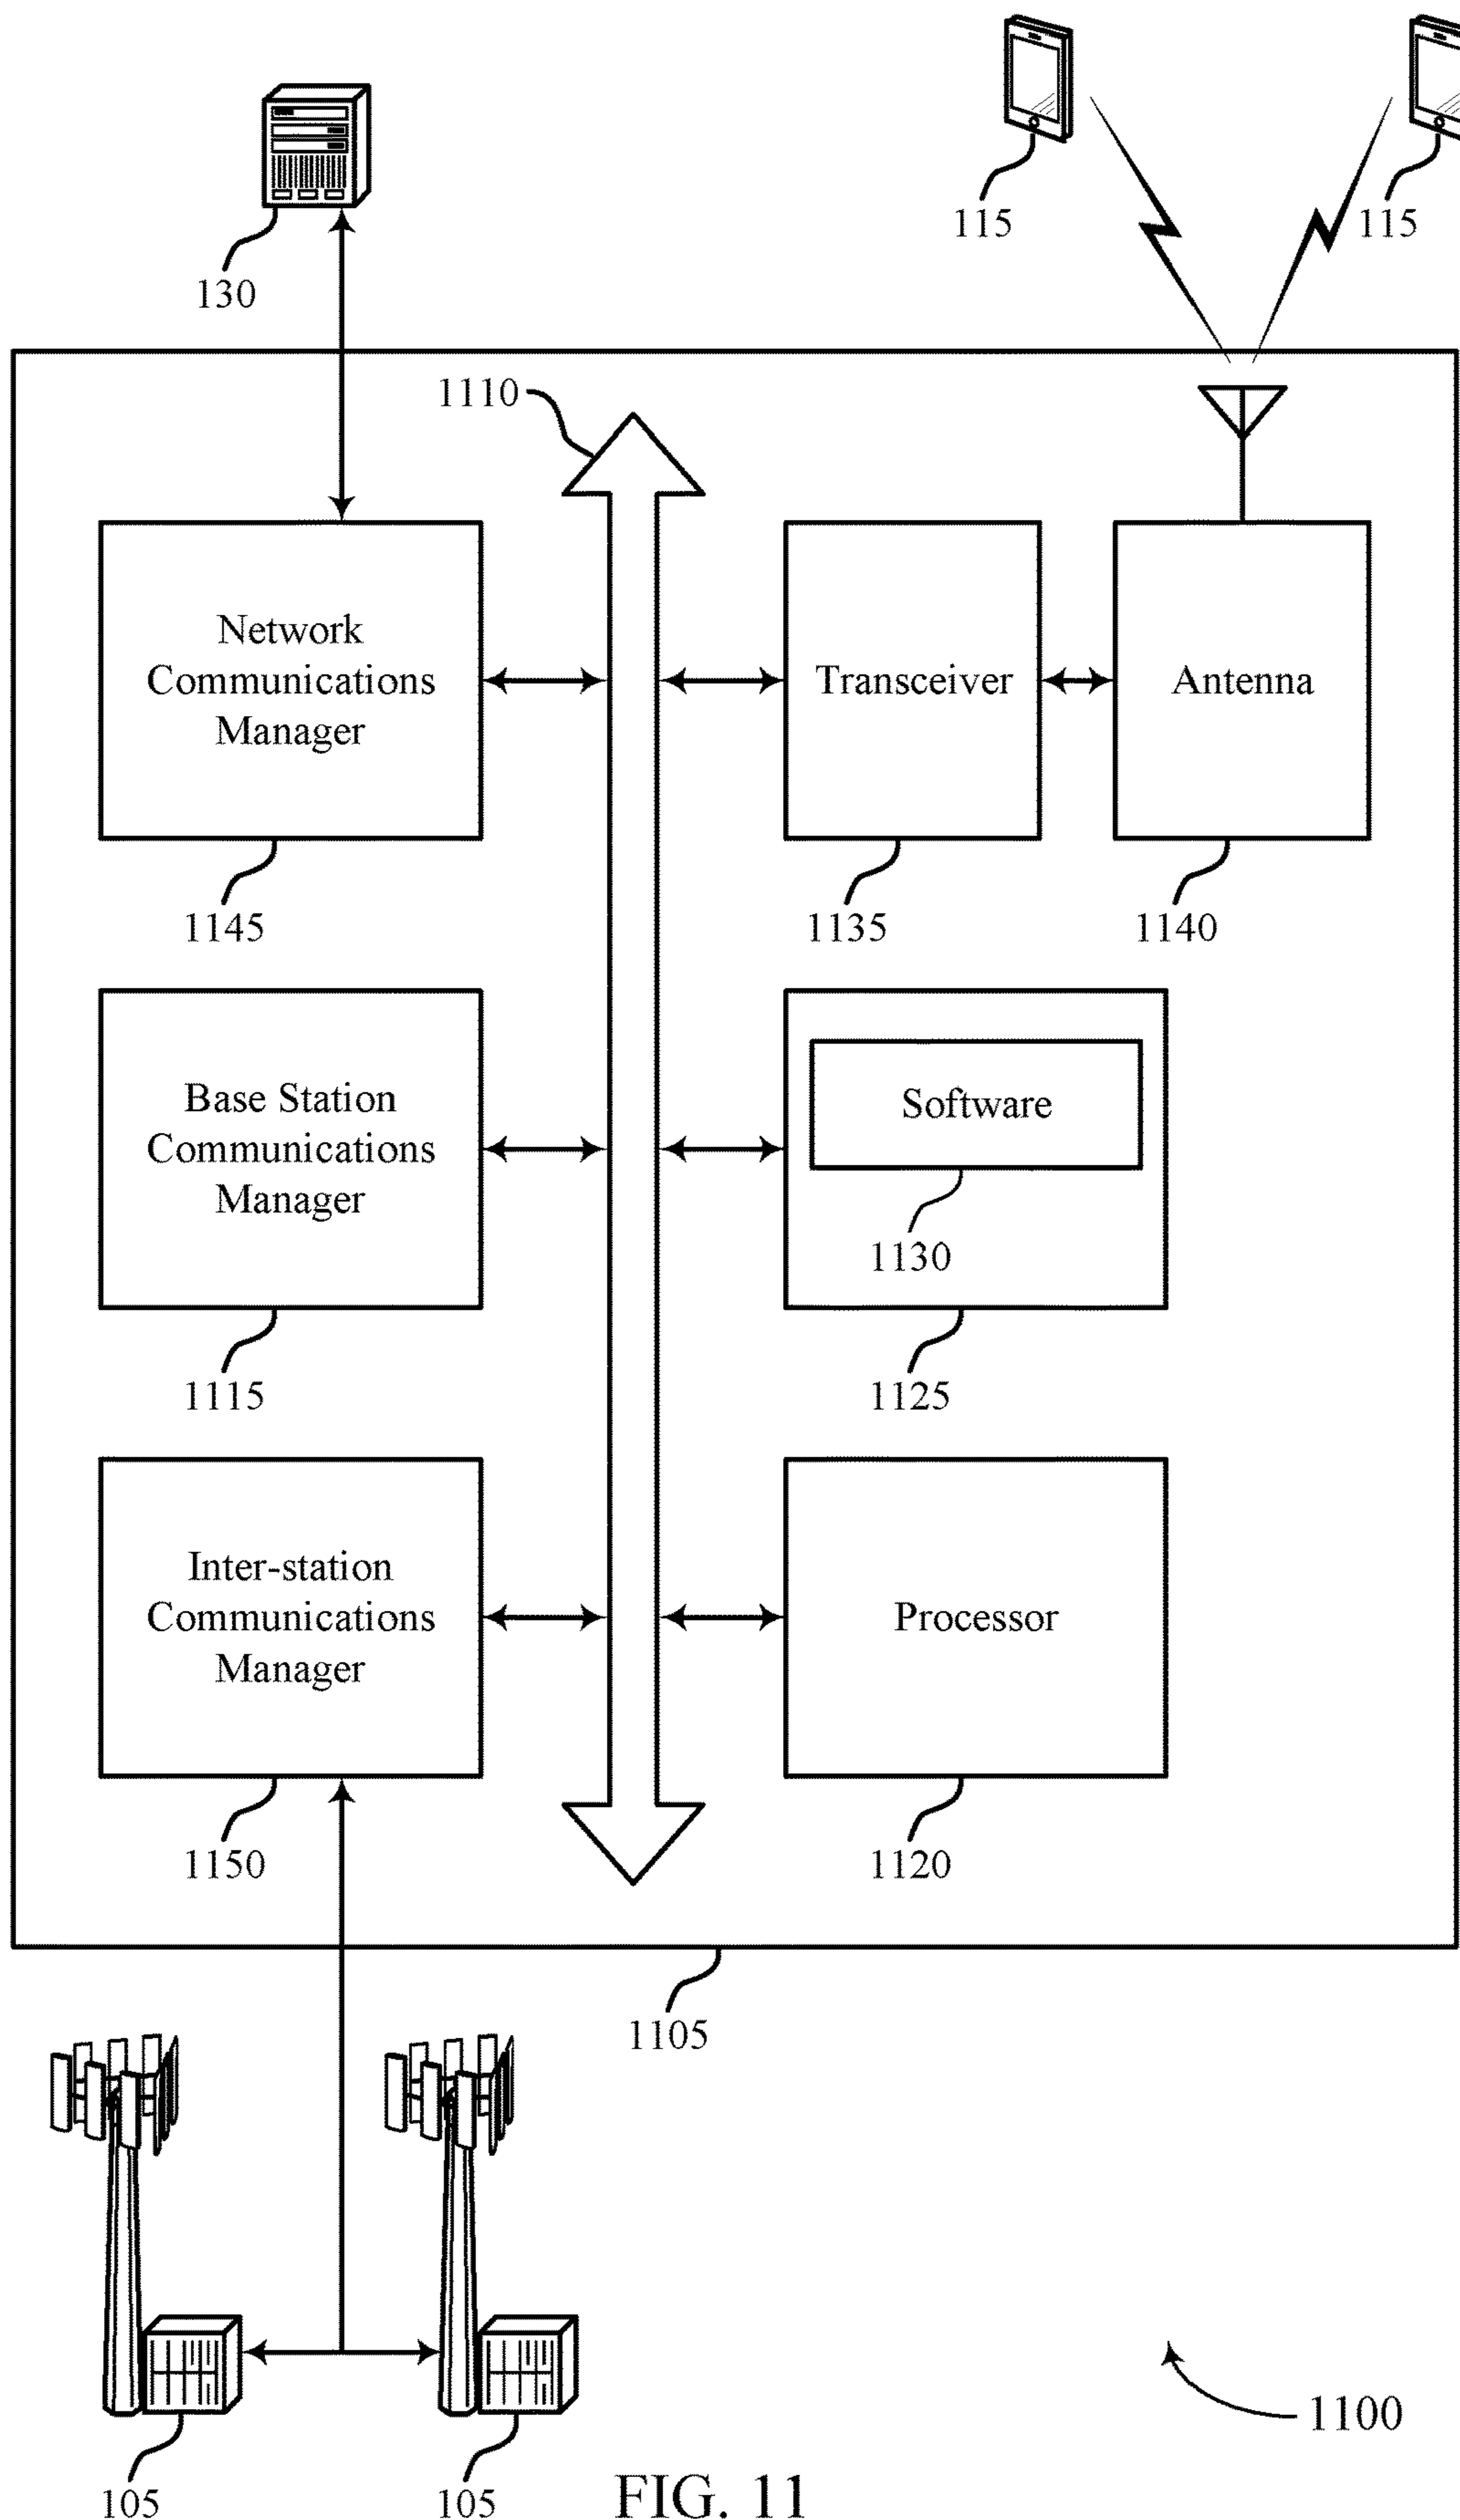 115
115
130
1110
Network
Communications
Manager
Transceiver
Antenna
1145
1135
1140
Base Station
Communications
Manager
Software
1130
1115
1125
Inter-station
Communications
Manager
Processor
1150
1120
1105
1100
105
105
FIG. 11